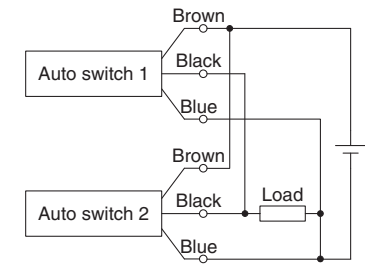 Brown
Auto switch 1
Black
Blue
Brown
Auto switch 2
Black
Load
Blue